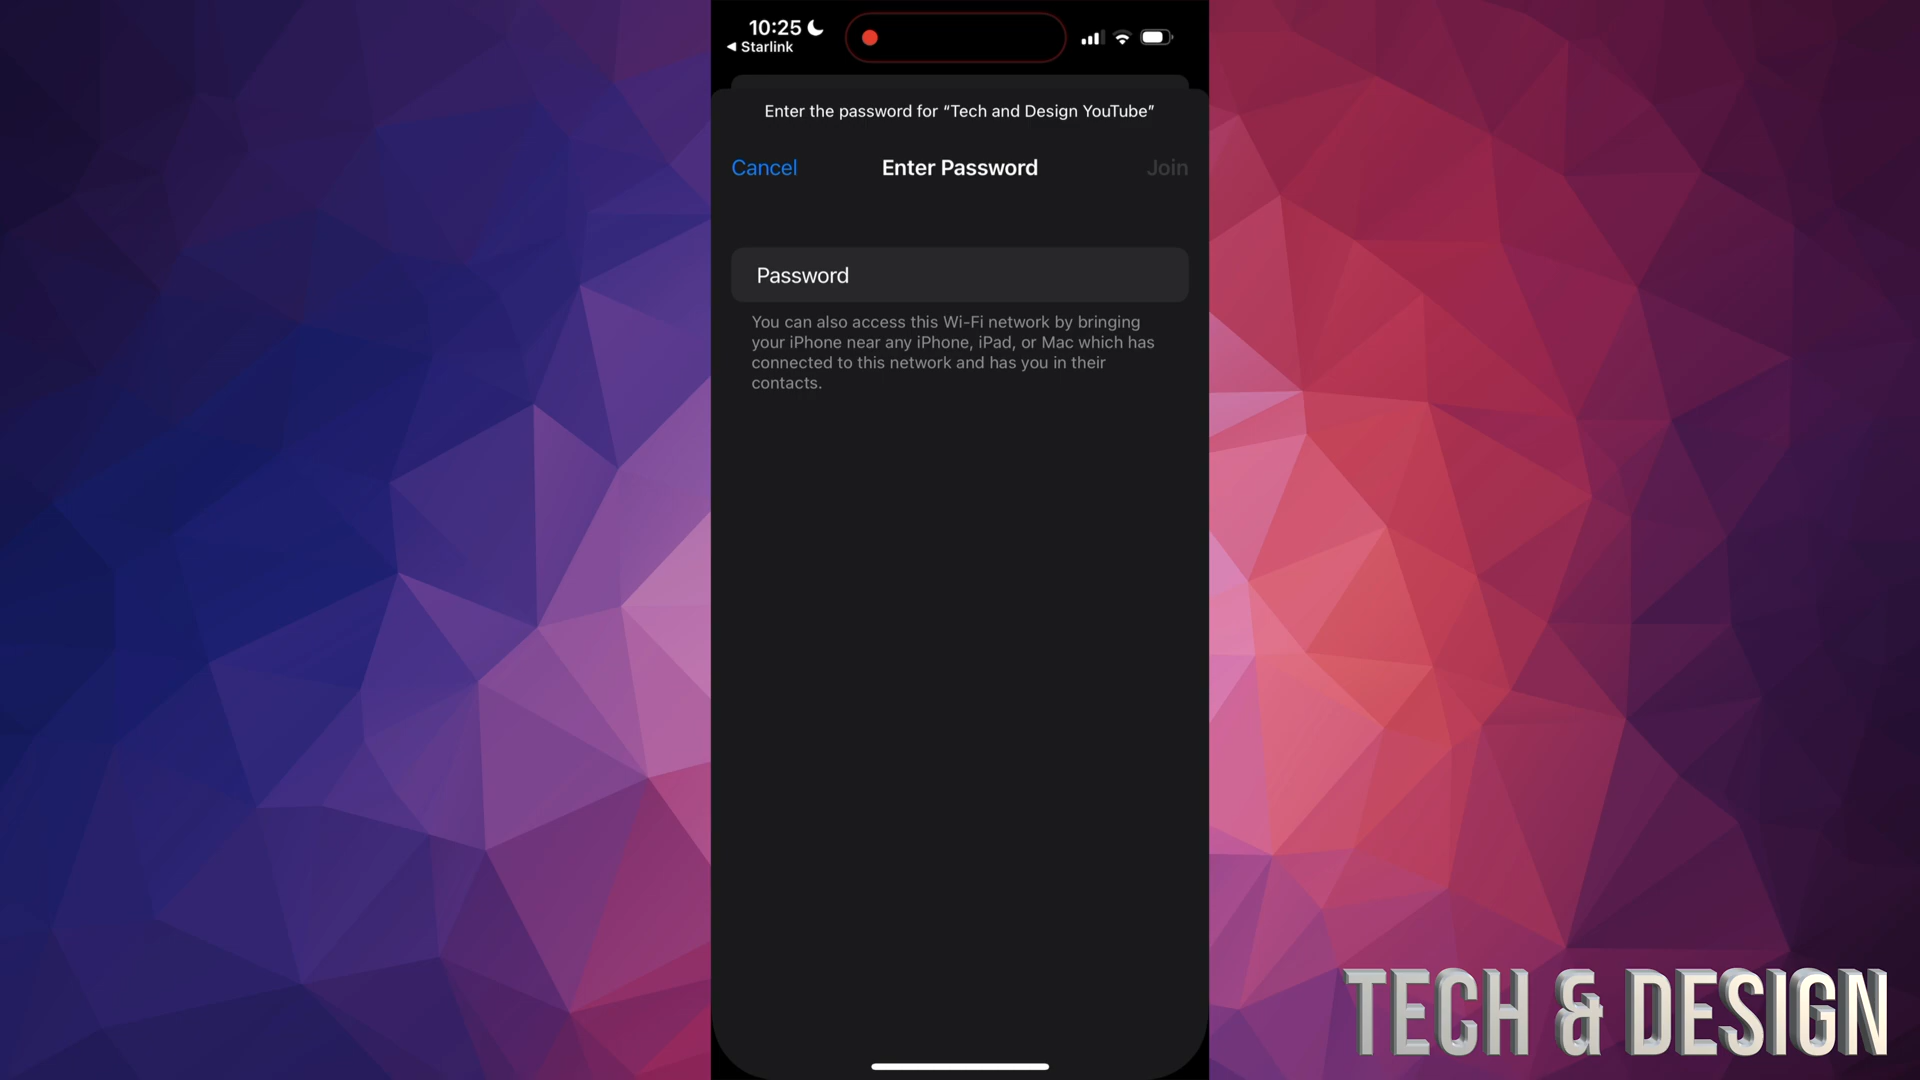 10:25
◀ Starlink
Enter the password for “Tech and Design YouTube”
Cancel
Enter Password
Join
Password
You can also access this Wi-Fi network by bringing
your iPhone near any iPhone, iPad, or Mac which has
connected to this network and has you in their
contacts.
TECH & DESIGN